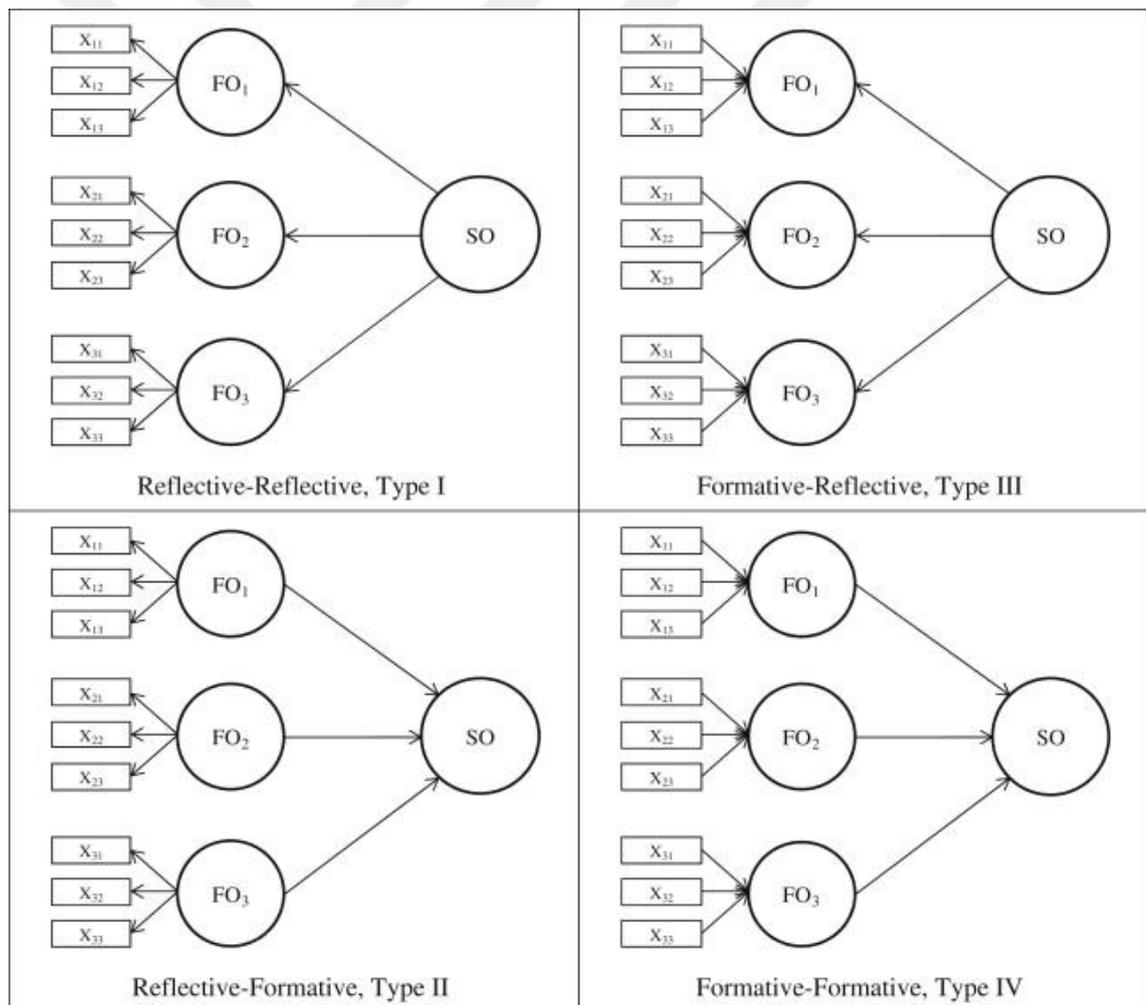 X₁₁
X₁₂
X₁₃
FO₁
X₂₁
X₂₂
X₂₃
FO₂
SO
X₃₁
X₃₂
X₃₃
FO₃
Reflective-Reflective, Type I
X₁₁
X₁₂
X₁₃
FO₁
X₂₁
X₂₂
X₂₃
FO₂
SO
X₃₁
X₃₂
X₃₃
FO₃
Formative-Reflective, Type III
X₁₁
X₁₂
X₁₃
FO₁
X₂₁
X₂₂
X₂₃
FO₂
SO
X₃₁
X₃₂
X₃₃
FO₃
Reflective-Formative, Type II
X₁₁
X₁₂
X₁₅
FO₁
X₂₁
X₂₂
X₂₃
FO₂
SO
X₃₁
X₃₂
X₃₃
FO₃
Formative-Formative, Type IV